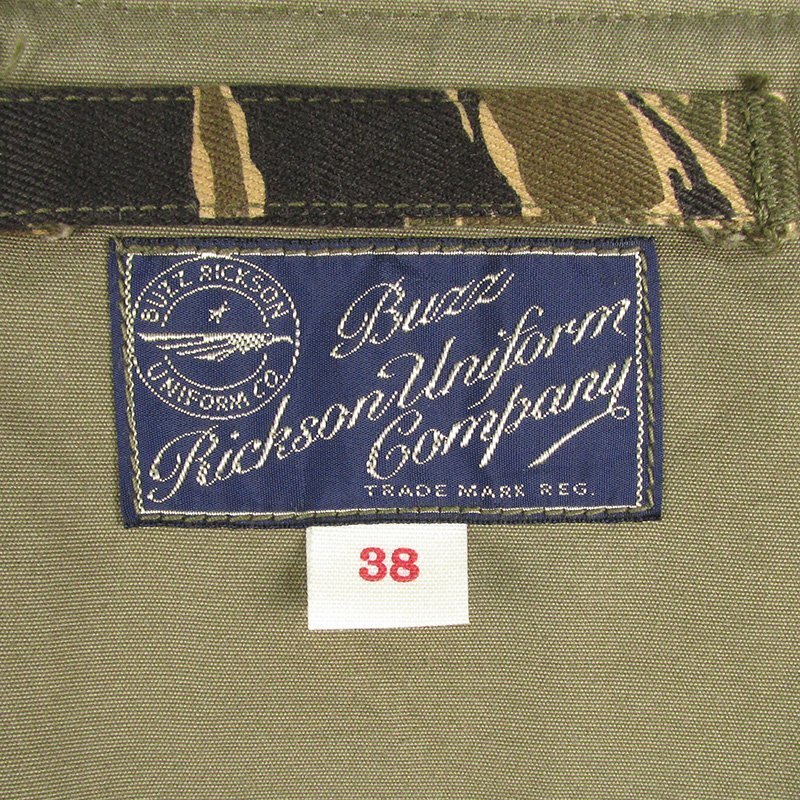 BUZZ RICKSON
UNIFORM CO.
Buzz
Rickson Uniform
Company
TRADE MARK REG.
38